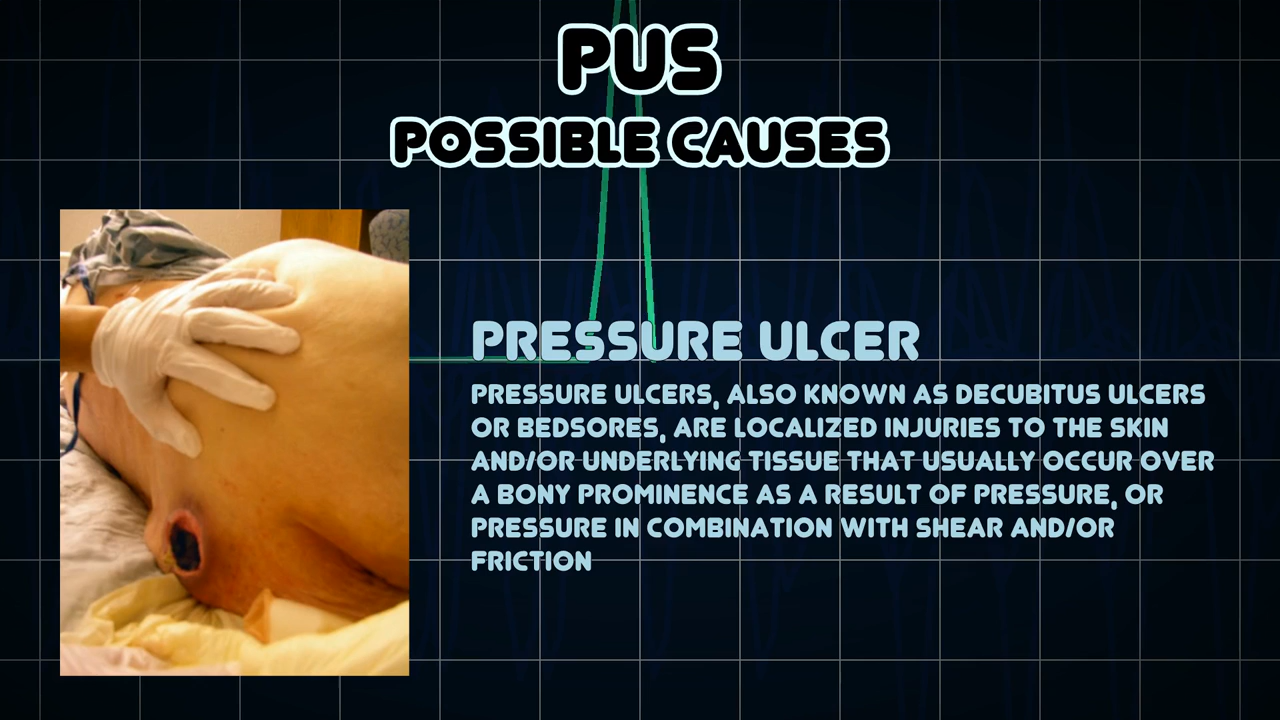 PUS
POSSIBLE CAUSES
PRESSURE ULCER
PRESSURE ULCERS, ALSO KNOWN AS DECUBITUS ULCERS
OR BEDSORES, ARE LOCALIZED INJURIES TO THE SKIN
AND/OR UNDERLYING TISSUE THAT USUALLY OCCUR OVER
A BONY PROMINENCE AS A RESULT OF PRESSURE, OR
PRESSURE IN COMBINATION WITH SHEAR AND/OR
FRICTION